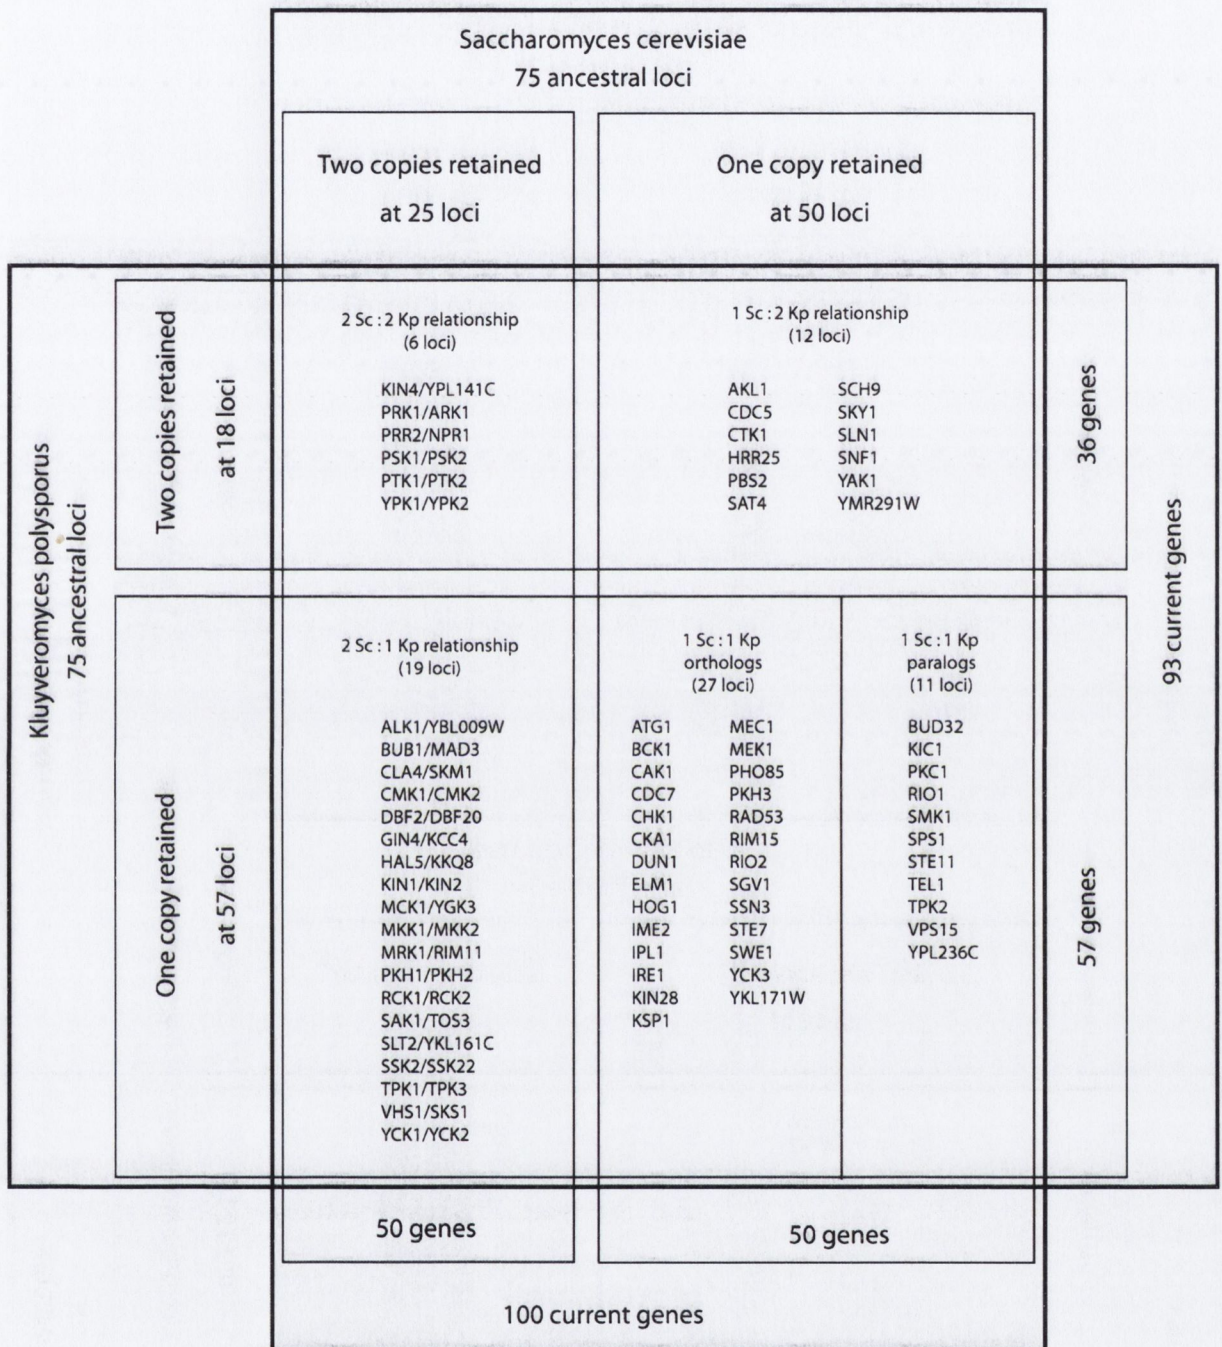 Saccharomyces cerevisiae
75 ancestral loci
Two copies retained
at 25 loci
One copy retained
at 50 loci
Kluyveromyces polysporus
75 ancestral loci
Two copies retained
at 18 loci
2 Sc : 2 Kp relationship
(6 loci)
KIN4/YPL141C
PRK1/ARK1
PRR2/NPR1
PSK1/PSK2
PTK1/PTK2
YPK1/YPK2
1 Sc : 2 Kp relationship
(12 loci)
AKL1 SCH9
CDC5 SKY1
CTK1 SLN1
HRR25 SNF1
PBS2 YAK1
SAT4 YMR291W
36 genes
93 current genes
One copy retained
at 57 loci
2 Sc : 1 Kp relationship
(19 loci)
ALK1/YBL009W
BUB1/MAD3
CLA4/SKM1
CMK1/CMK2
DBF2/DBF20
GIN4/KCC4
HAL5/KKQ8
KIN1/KIN2
MCK1/YGK3
MKK1/MKK2
MRK1/RIM11
PKH1/PKH2
RCK1/RCK2
SAK1/TOS3
SLT2/YKL161C
SSK2/SSK22
TPK1/TPK3
VHS1/SKS1
YCK1/YCK2
1 Sc : 1 Kp
orthologs
(27 loci)
ATG1 MEC1
BCK1 MEK1
CAK1 PHO85
CDC7 PKH3
CHK1 RAD53
CKA1 RIM15
DUN1 RIO2
ELM1 SGV1
HOG1 SSN3
IME2 STE7
IPL1 SWE1
IRE1 YCK3
KIN28 YKL171W
KSP1
1 Sc : 1 Kp
paralogs
(11 loci)
BUD32
KIC1
PKC1
RIO1
SMK1
SPS1
STE11
TEL1
TPK2
VPS15
YPL236C
57 genes
50 genes
50 genes
100 current genes